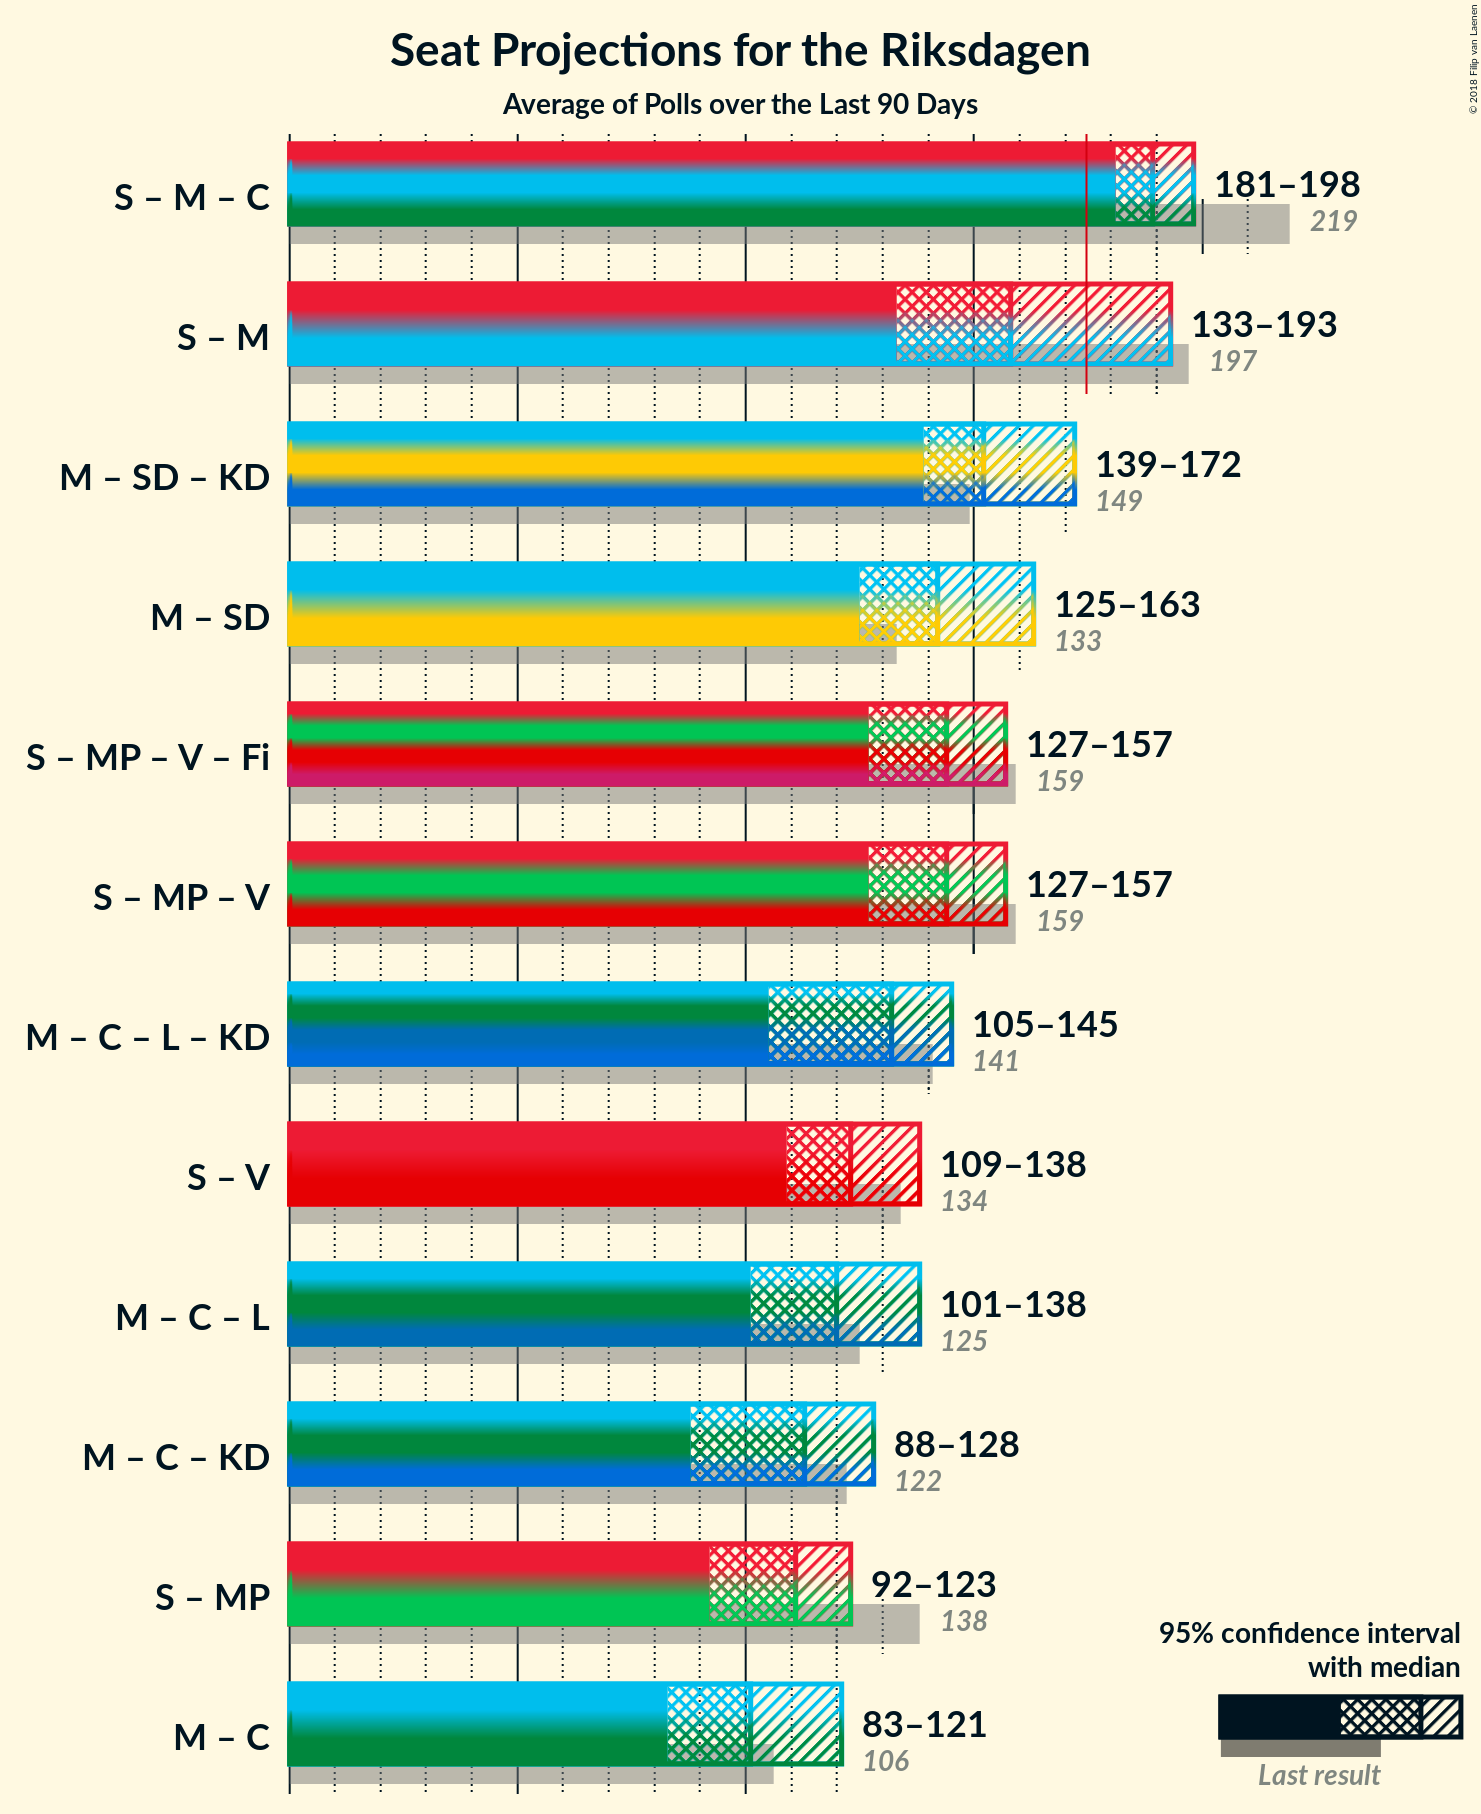 Seat Projections for the Riksdagen
Average of Polls over the Last 90 Days
© 2018 Filip van Laenen
S – M – C
181–198
219
S – M
133–193
197
M – SD – KD
139–172
149
M – SD
125–163
133
S – MP – V – Fi
127–157
159
S – MP – V
127–157
159
M – C – L – KD
105–145
141
S – V
109–138
134
M – C – L
101–138
125
M – C – KD
88–128
122
S – MP
92–123
138
M – C
83–121
106
95% confidence interval
with median
Last result